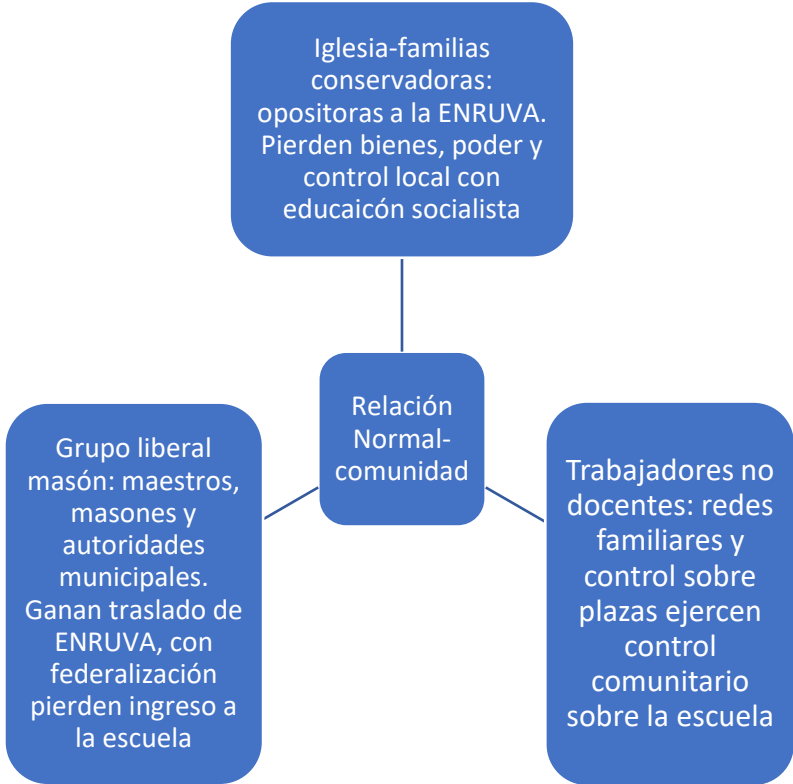 Iglesia-familias
conservadoras:
opositoras a la ENRUVA.
Pierden bienes, poder y
control local con
educaicón socialista
Relación
Normal-
comunidad
Grupo liberal
masón: maestros,
masones y
autoridades
municipales.
Ganan traslado de
ENRUVA, con
federalización
pierden ingreso a
la escuela
Trabajadores no
docentes: redes
familiares y
control sobre
plazas ejercen
control
comunitario
sobre la escuela